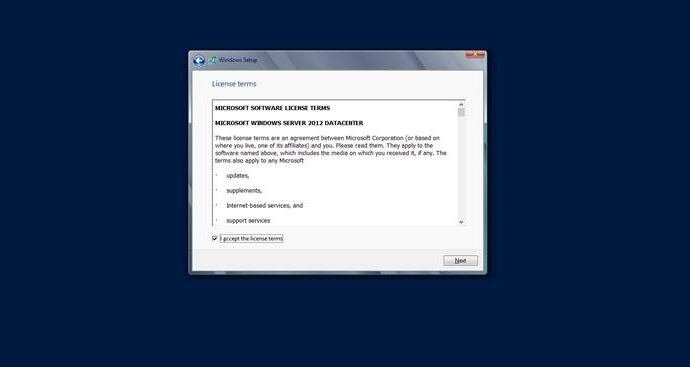 Windows Setup
License terms
MICROSOFT SOFTWARE LICENSE TERMS
MICROSOFT WINDOWS SERVER 2012 DATACENTER
These license terms are an agreement between Microsoft Corporation (or based on
where you live, one of its affiliates) and you. Please read them. They apply to the
software named above, which includes the media on which you received it, if any. The
terms also apply to any Microsoft
· updates,
· supplements,
· Internet-based services, and
· support services
I accept the license terms
Next